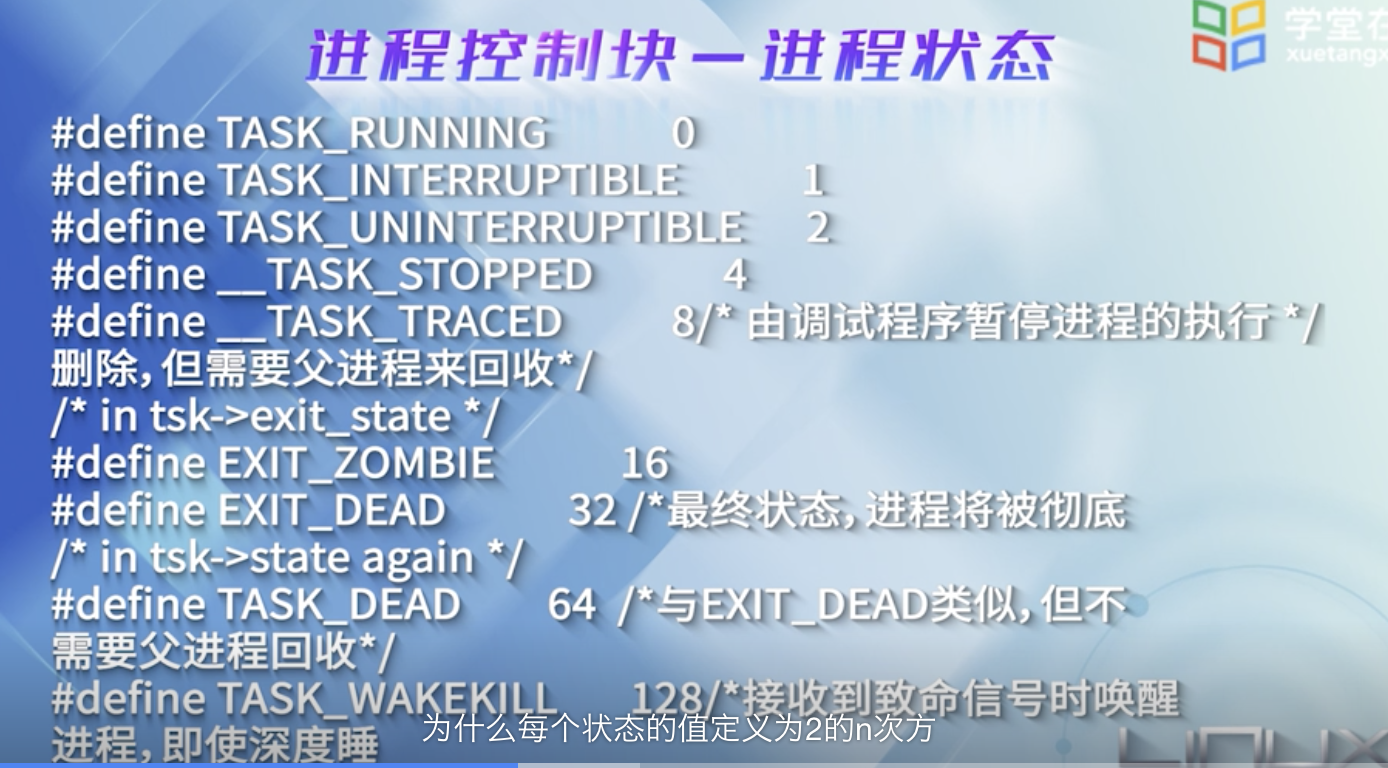 进程控制块－进程状态
学堂在
xuetangx
#define TASK_RUNNING 0
#define TASK_INTERRUPTIBLE 1
#define TASK_UNINTERRUPTIBLE 2
#define __TASK_STOPPED 4
#define __TASK_TRACED 8/* 由调试程序暂停进程的执行 */
删除，但需要父进程来回收*/
/* in tsk->exit_state */
#define EXIT_ZOMBIE 16
#define EXIT_DEAD 32 /*最终状态，进程将被彻底
/* in tsk->state again */
#define TASK_DEAD 64 /*与EXIT_DEAD类似，但不
需要父进程回收*/
#define TASK_WAKEKILL 128/*接收到致命信号时唤醒
进程，即使深度睡
为什么每个状态的值定义为2的n次方
LINUX